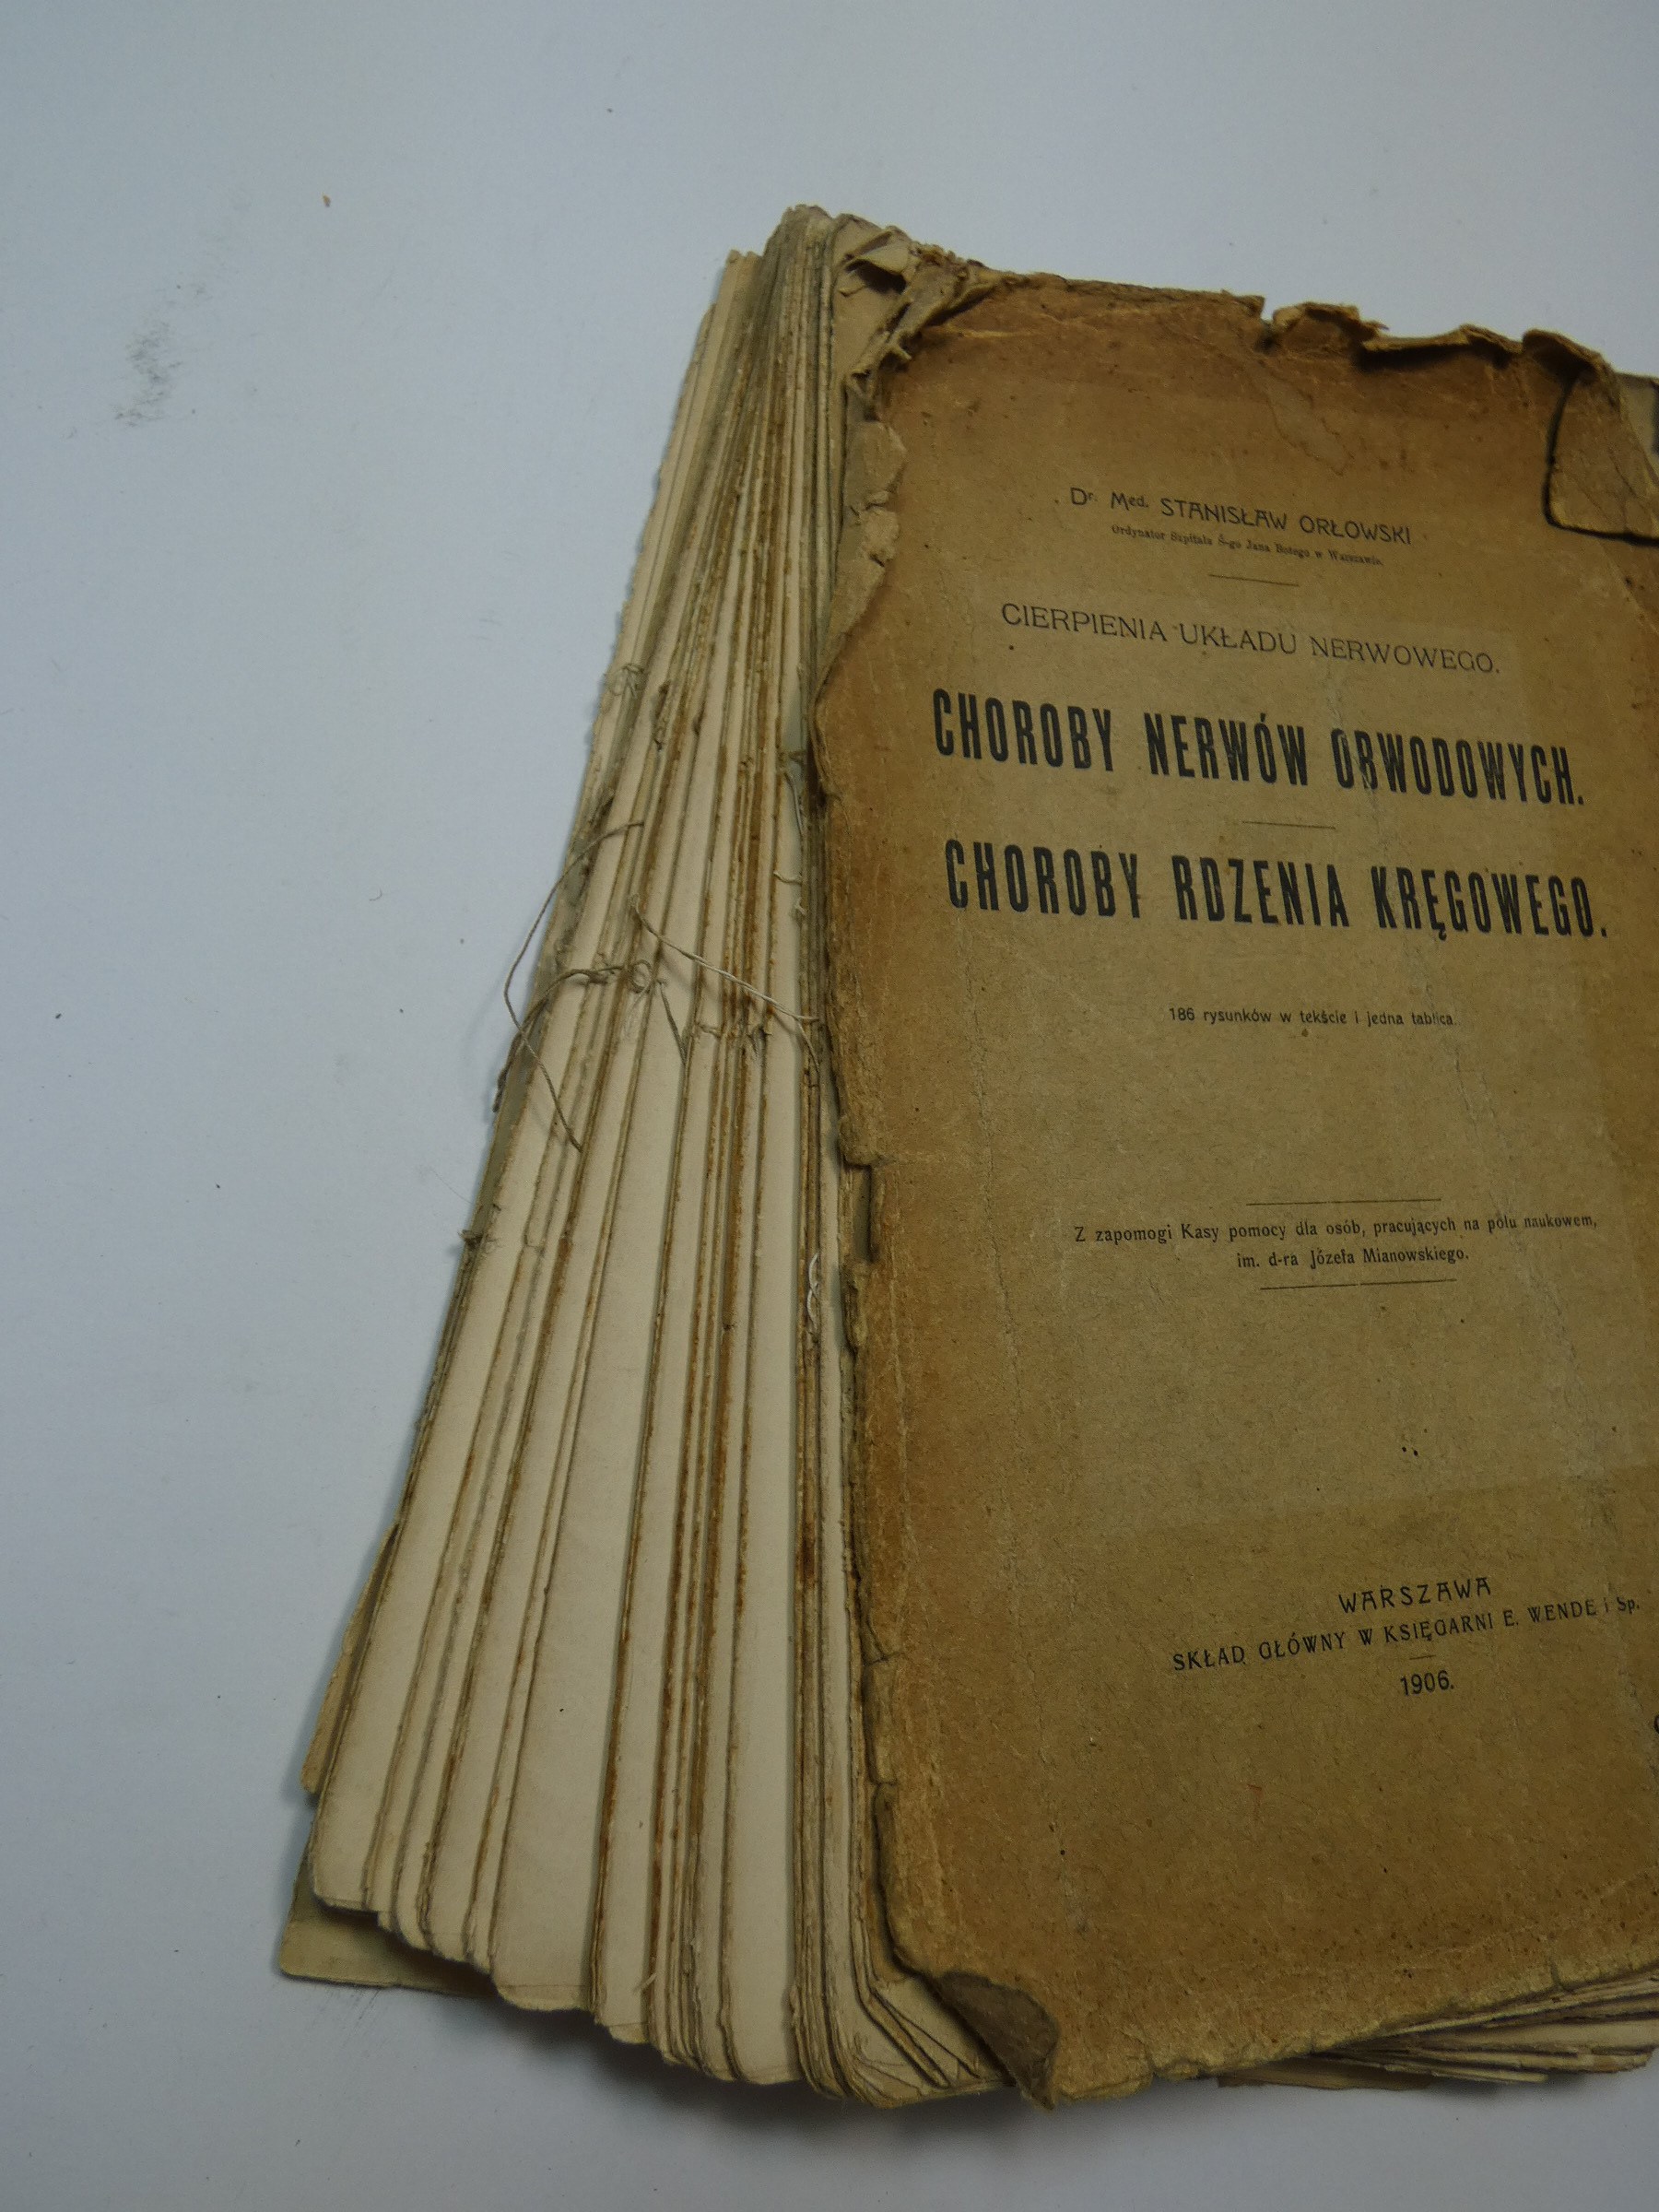 Dr. Med. STANISŁAW ORŁOWSKI
Ordynator Szpitala Ś-go Jana Bożego w Warszawie.
CIERPIENIA UKŁADU NERWOWEGO.
CHOROBY NERWÓW OBWODOWYCH.
CHOROBY RDZENIA KRĘGOWEGO.
186 rysunków w tekście i jedna tablica.
Z zapomogi Kasy pomocy dla osób, pracujących na polu naukowem,
im. d-ra Józefa Mianowskiego.
WARSZAWA
SKŁAD GŁÓWNY W KSIĘGARNI E. WENDE i Sp.
1906.